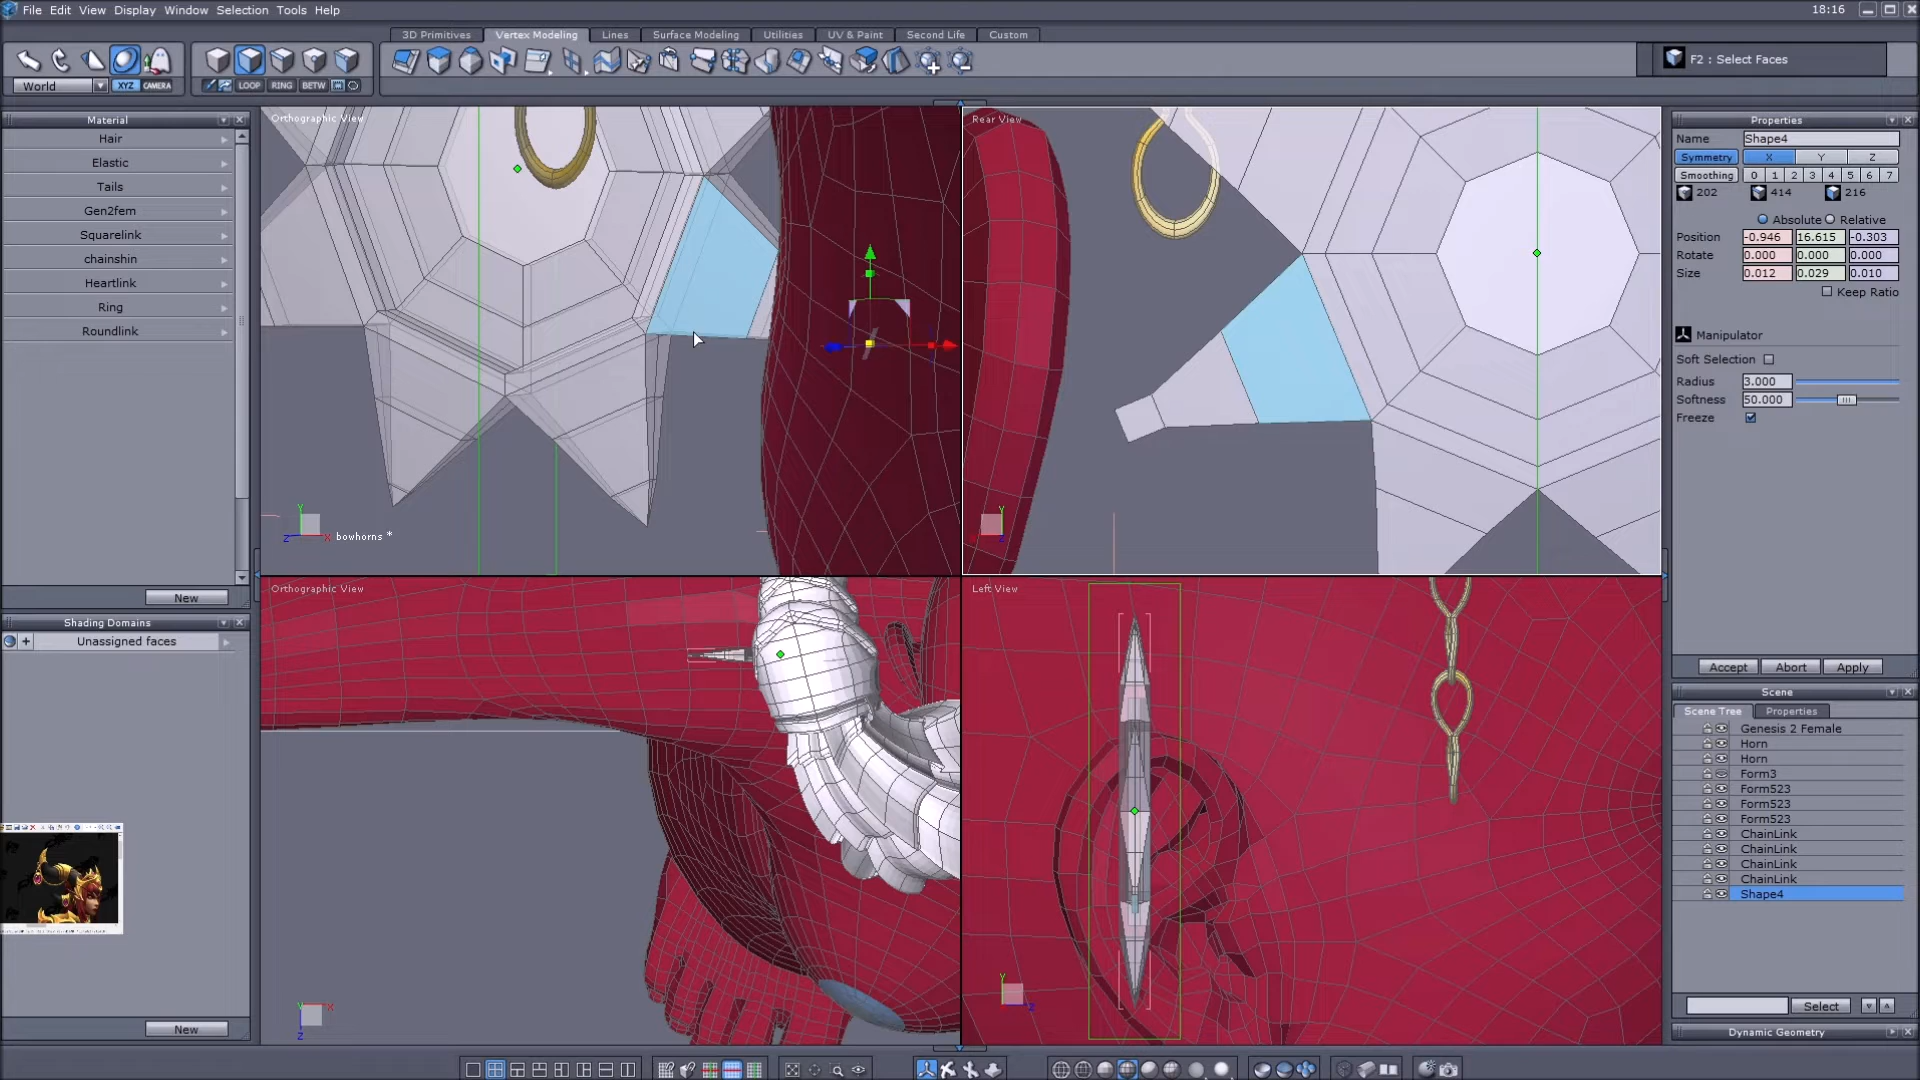 File Edit View Display Window Selection Tools Help
18:16
3D Primitives Vertex Modeling Lines Surface Modeling Utilities UV & Paint Second Life Custom
F2 : Select Faces
World XYZ CAMERA LOOP RING BETW
Material
Hair
Elastic
Tails
Gen2fem
Squarelink
chainshin
Heartlink
Ring
Roundlink
New
Shading Domains
Unassigned faces
New
Orthographic View
Y
Z X
bowhorns *
Rear View
Y
Orthographic View
Y X
Z
Left View
Y
Z
Properties
Name Shape4
Symmetry X Y Z
Smoothing 0 1 2 3 4 5 6 7
202 414 216
Absolute Relative
Position -0.946 16.615 -0.303
Rotate 0.000 0.000 0.000
Size 0.012 0.029 0.010
Keep Ratio
Manipulator
Soft Selection
Radius 3.000
Softness 50.000
Freeze
Accept Abort Apply
Scene
Scene Tree Properties
Genesis 2 Female
Horn
Horn
Form3
Form523
Form523
Form523
ChainLink
ChainLink
ChainLink
ChainLink
Shape4
Select
Dynamic Geometry